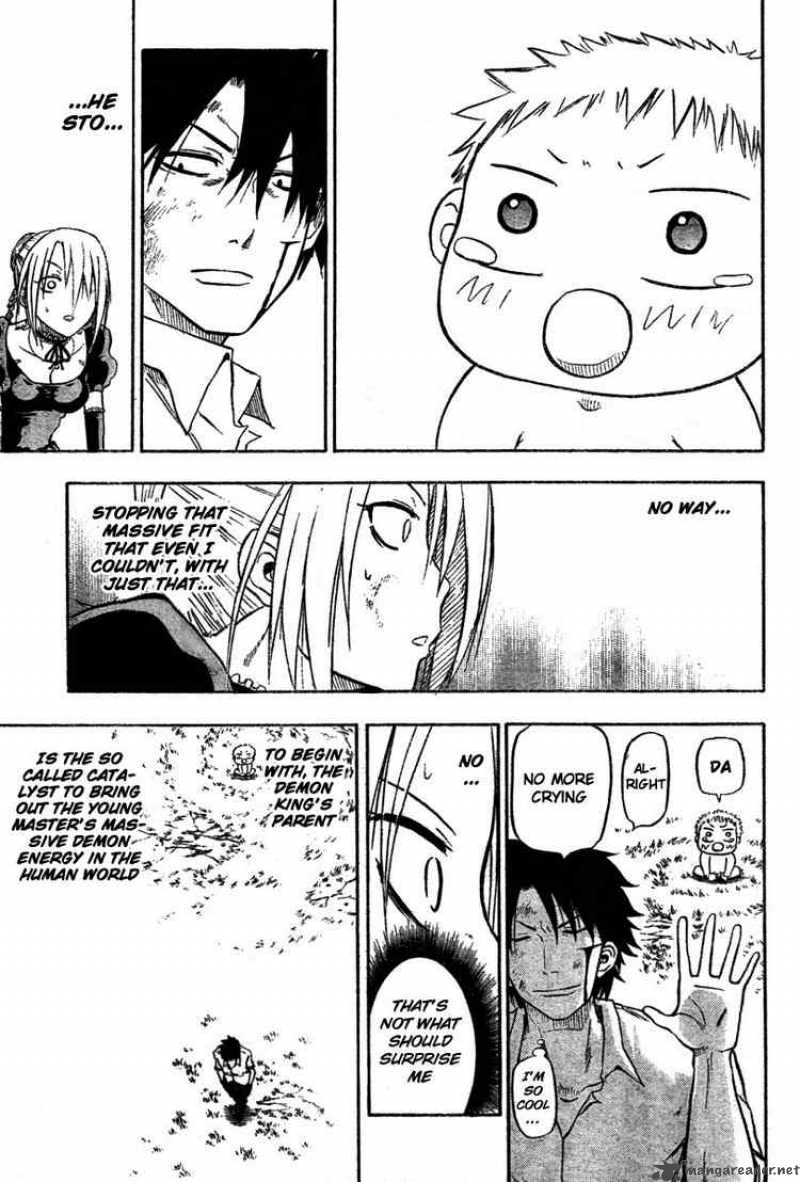 ...HE
STO...
NO WAY...
STOPPING THAT
MASSIVE FIT
THAT EVEN I
COULDN'T, WITH
JUST THAT...
DA
AL-
RIGHT
NO MORE
CRYING
I'M
SO
COOL
...
NO
...
THAT'S
NOT WHAT
SHOULD
SURPRISE
ME
TO BEGIN
WITH, THE
DEMON
KING'S
PARENT
IS THE SO
CALLED CATA-
LYST TO BRING
OUT THE YOUNG
MASTER'S MAS-
SIVE DEMON
ENERGY IN THE
HUMAN WORLD
mangareader.net